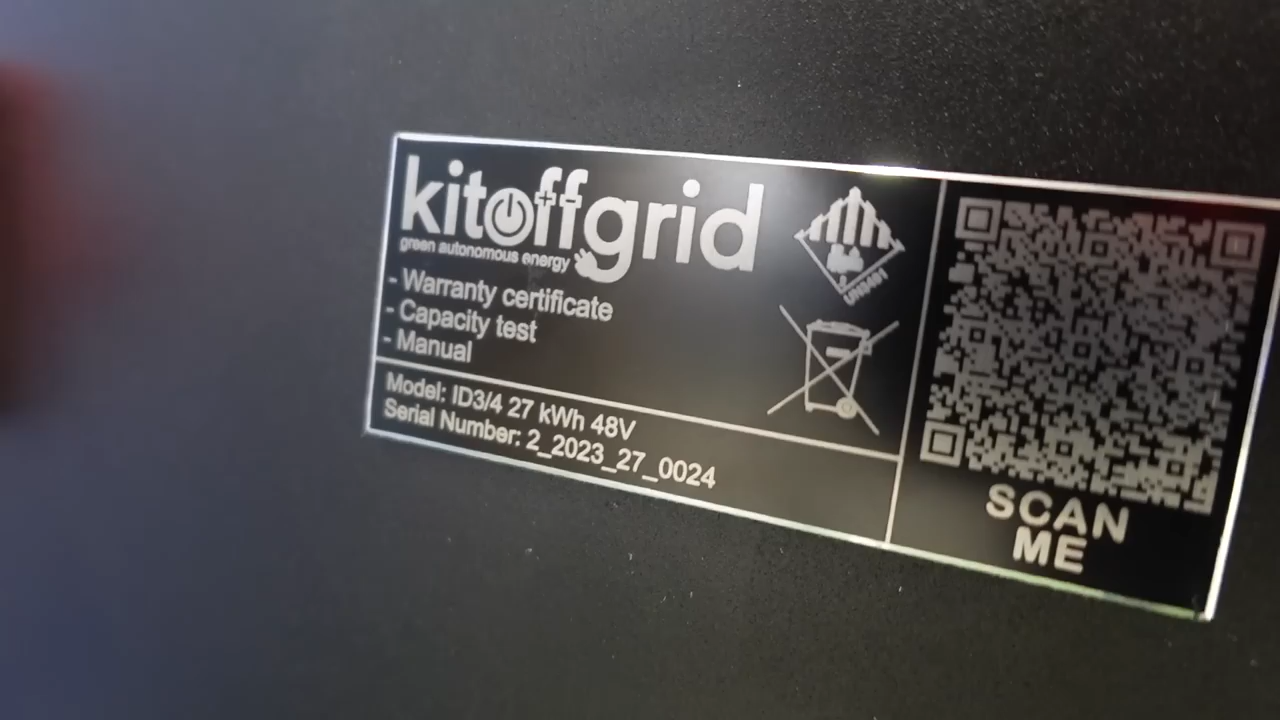 kitoffgrid
green autonomous energy
- Warranty certificate
- Capacity test
- Manual
Model: ID3/4 27 kWh 48V
Serial Number: 2_2023_27_0024
SCAN
ME